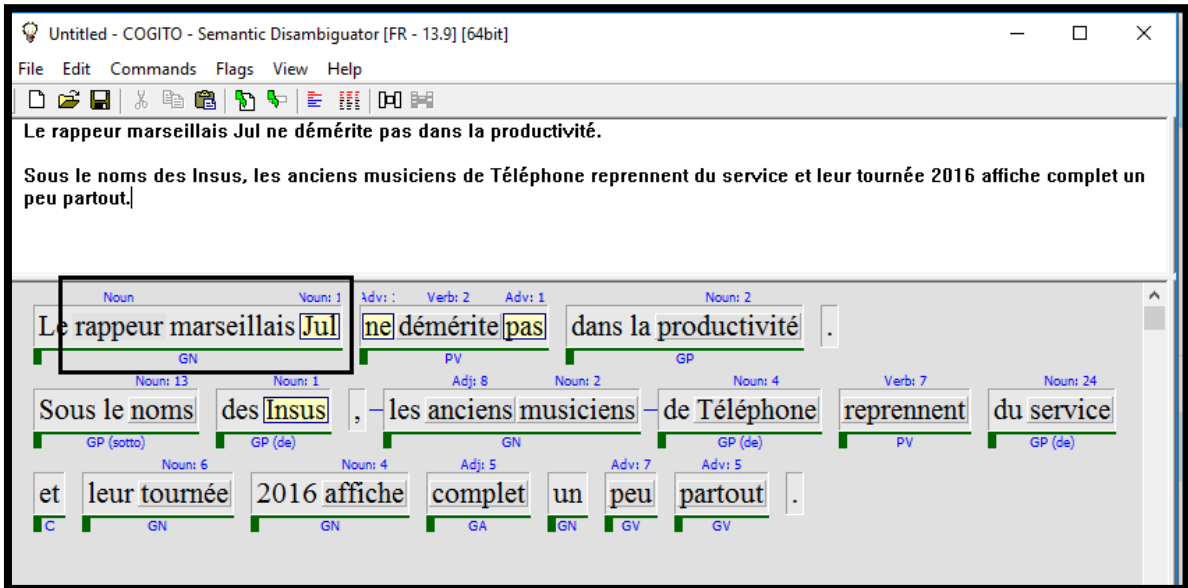 Untitled - COGITO - Semantic Disambiguator [FR - 13.9] [64bit]
File Edit Commands Flags View Help
Le rappeur marseillais Jul ne démérite pas dans la productivité.
Sous le noms des Insus, les anciens musiciens de Téléphone reprennent du service et leur tournée 2016 affiche complet un
peu partout.
Noun Noun: 1 Adv: Verb: 2 Adv: 1 Noun: 2
Le rappeur marseillais Jul ne démérite pas dans la productivité .
GN PV GP
Noun: 13 Noun: 1 Adj: 8 Noun: 2 Noun: 4 Verb: 7 Noun: 24
Sous le noms des Insus , – les anciens musiciens – de Téléphone reprennent du service
GP (sotto) GP (de) GN GP (de) PV GP (de)
Noun: 6 Noun: 4 Adj: 5 Adv: 7 Adv: 5
et leur tournée 2016 affiche complet un peu partout .
C GN GN GA GN GV GV